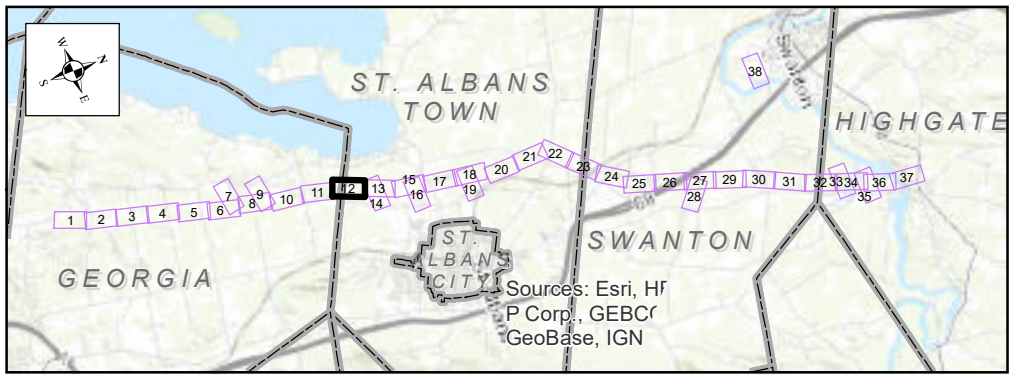 W
N
S
E
ST. ALBANS
TOWN
HIGHGATE
GEORGIA
SWANTON
ST.
ALBANS
CITY
Swanton
Sources: Esri, HE
P Corp., GEBCO
GeoBase, IGN
1
2
3
4
5
6
7
8
9
10
11
12
13
14
15
16
17
18
19
20
21
22
23
24
25
26
27
28
29
30
31
32
33
34
35
36
37
38